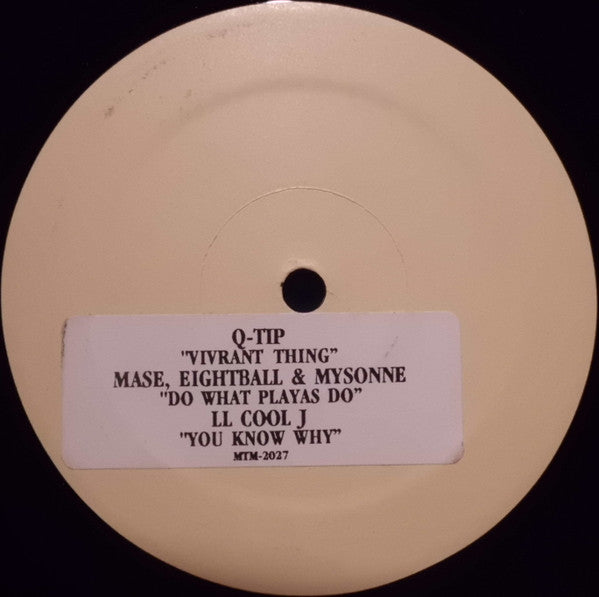 Q-TIP
"VIVRANT THING"
MASE, EIGHTBALL & MYSONNE
"DO WHAT PLAYAS DO"
LL COOL J
"YOU KNOW WHY"
MTM-2027